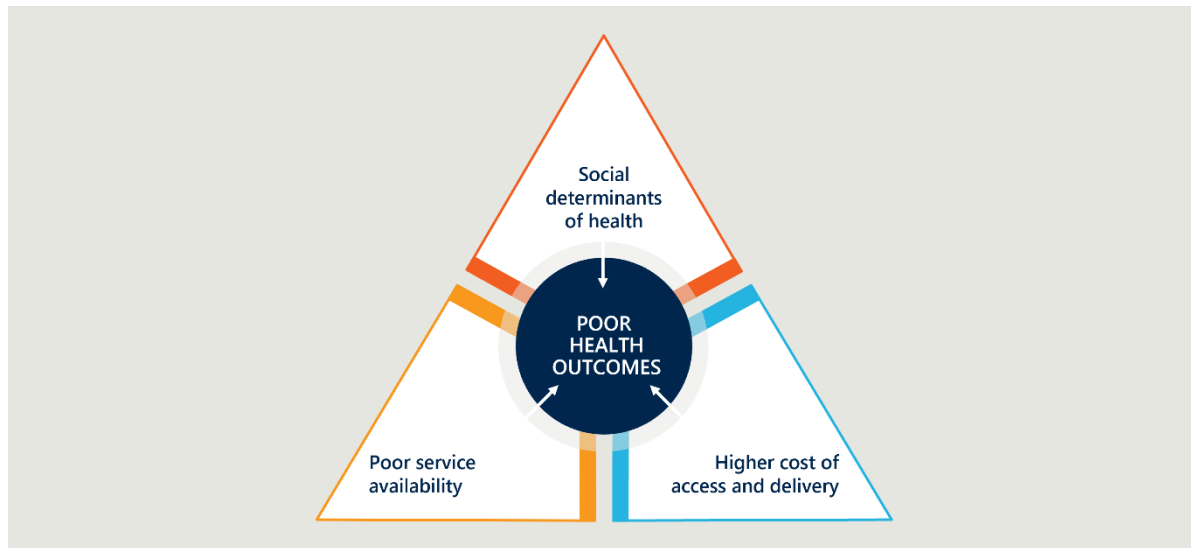 Social
determinants
of health
POOR
HEALTH
OUTCOMES
Poor service
availability
Higher cost of
access and delivery